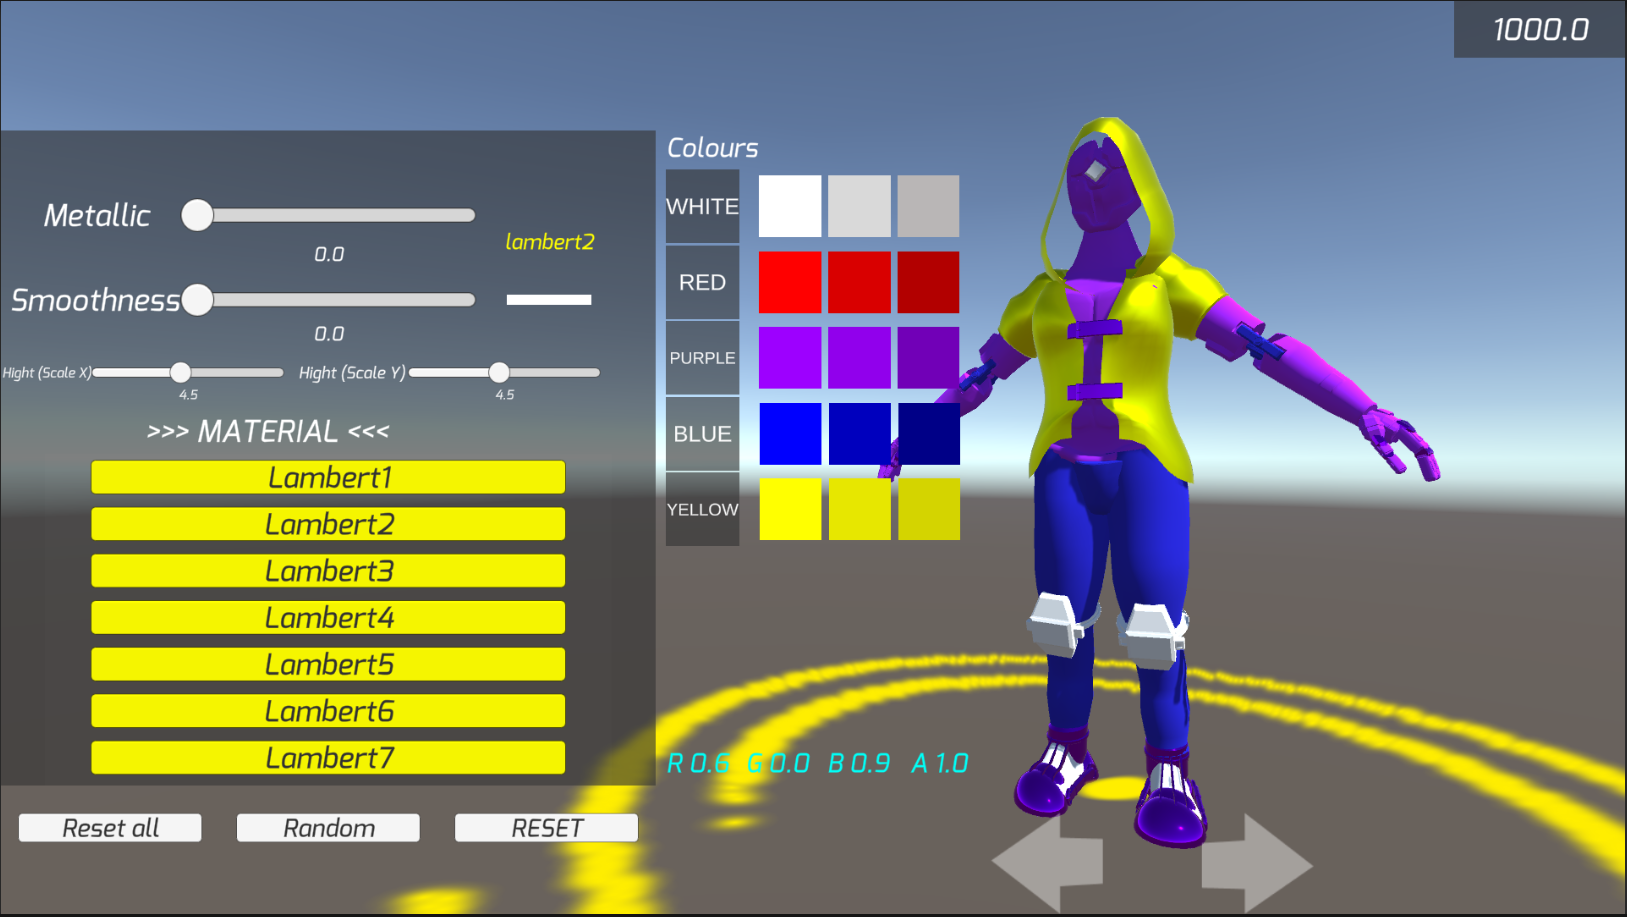 1000.0
Colours
Metallic
0.0
lambert2
Smoothness
0.0
Hight (Scale X)
4.5
Hight (Scale Y)
4.5
>>> MATERIAL <<<
Lambert1
Lambert2
Lambert3
Lambert4
Lambert5
Lambert6
Lambert7
Reset all
Random
RESET
WHITE
RED
PURPLE
BLUE
YELLOW
R 0.6 G 0.0 B 0.9 A 1.0